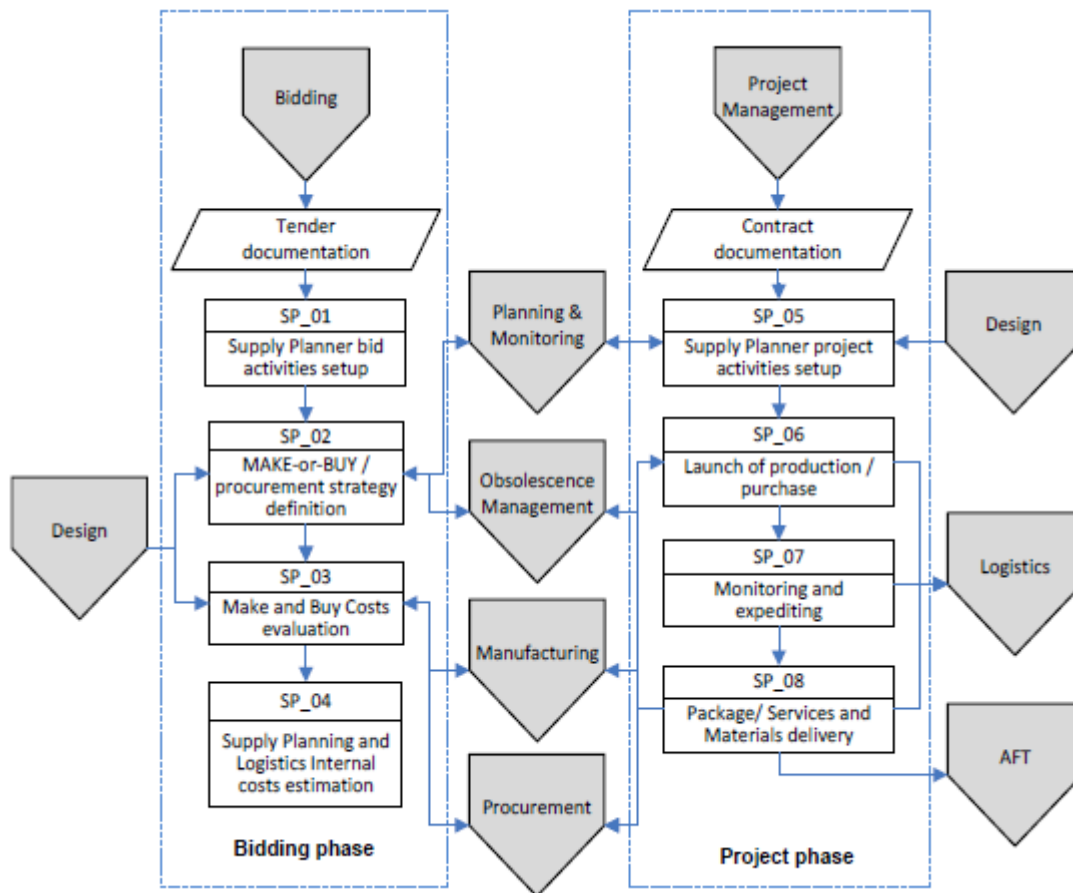 Bidding
Project
Management
Tender
documentation
Contract
documentation
SP_01
Supply Planner bid
activities setup
Planning &
Monitoring
SP_05
Supply Planner project
activities setup
Design
SP_02
MAKE-or-BUY /
procurement strategy
definition
Obsolescence
Management
SP_06
Launch of production /
purchase
Design
SP_03
Make and Buy Costs
evaluation
SP_07
Monitoring and
expediting
Logistics
Manufacturing
SP_04
Supply Planning and
Logistics Internal
costs estimation
SP_08
Package/ Services and
Materials delivery
AFT
Procurement
Bidding phase
Project phase